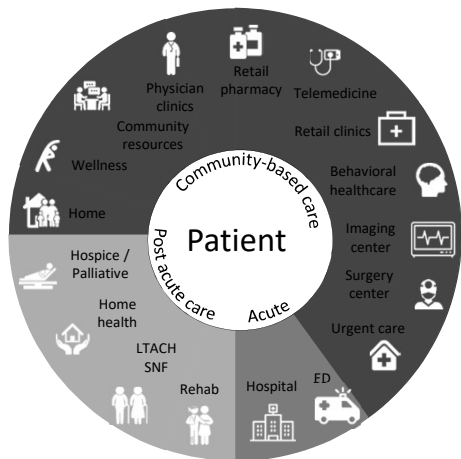 Physician
clinics
Retail
pharmacy
Telemedicine
Community
resources
Retail clinics
Wellness
Behavioral
healthcare
Home
Community-based care
Imaging
center
Patient
Post acute care
Acute
Hospice /
Palliative
Surgery
center
Home
health
Urgent care
LTACH
SNF
Rehab
Hospital
ED